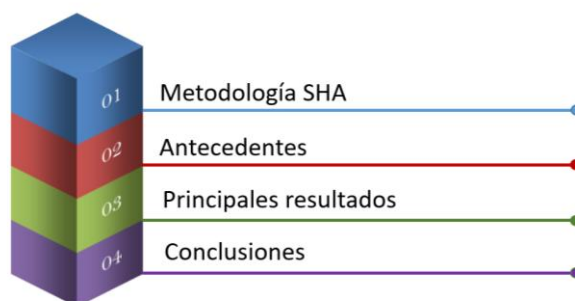 01
Metodología SHA
02
Antecedentes
03
Principales resultados
04
Conclusiones